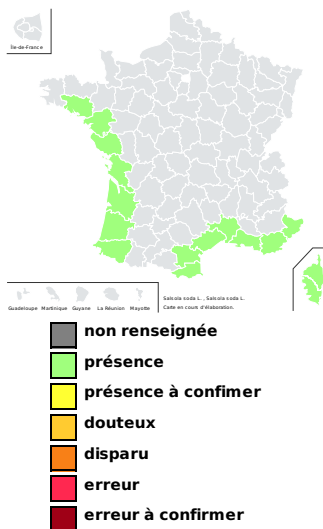 Île-de-France
Guadeloupe Martinique Guyane La Réunion Mayotte
Salsola soda L., Salsola soda L.
Carte en cours d'élaboration.
non renseignée
présence
présence à confimer
douteux
disparu
erreur
erreur à confirmer